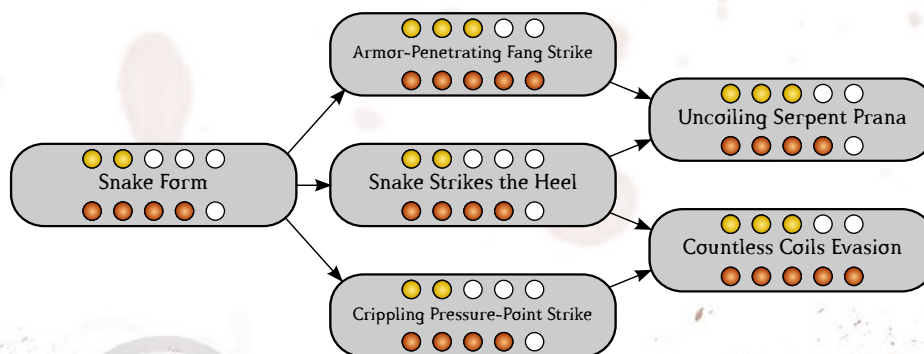 Armor-Penetrating Fang Strike
Uncoiling Serpent Prana
Snake Form
Snake Strikes the Heel
Countless Coils Evasion
Crippling Pressure-Point Strike